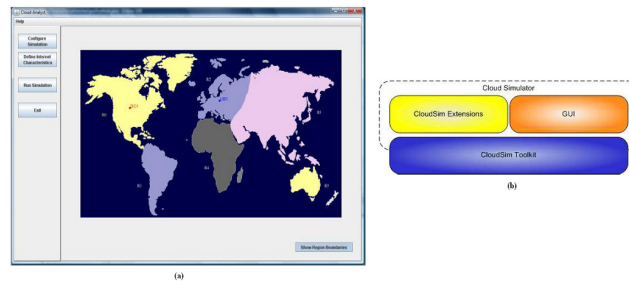 Cloud Analyst
Help
Configure
Simulation
Define Internet
Characteristics
Run Simulation
Exit
Show Region Boundaries
(a)
Cloud Simulator
CloudSim Extensions
GUI
CloudSim Toolkit
(b)